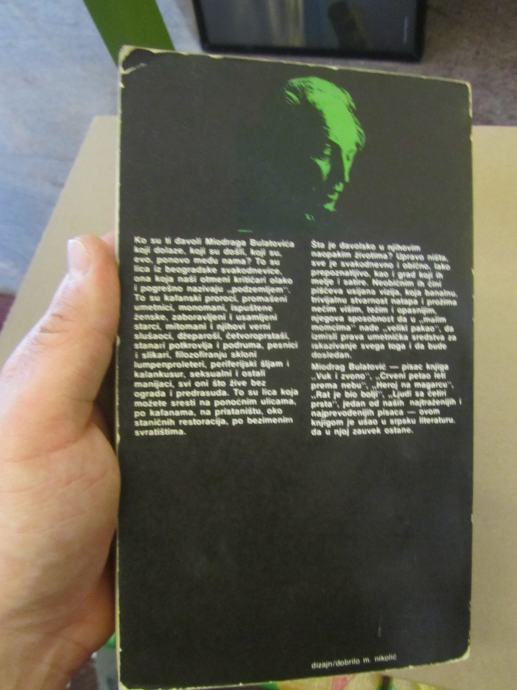 Ko su ti đavoli Miodraga Bulatovića
koji dolaze, koji su došli, koji su,
evo, ponovo među nama? To su
lica iz beogradske svakodnevice,
ona koja naši otmeni kritičari olako
i pogrešno nazivaju „podzemljem".
To su kafanski proroci, promašeni
umetnici, monomani, ispuštene
ženske, zaboravljeni i usamljeni
starci, mitomani i njihovi verni
slušaoci, džeparoši, četvoroprstaši,
stanari potkrovlja i podruma, pesnici
i slikari, filozofiranju skloni
lumpenproleteri, periferijski šljam i
kalamkusur, seksualni i ostali
manijaci, svi oni što žive bez
ograda i predrasuda. To su lica koja
možete sresti na ponoćnim ulicama,
po kafanama, na pristaništu, oko
staničnih restoracija, po bezimenim
svratištima.
Šta je đavolsko u njihovim
naopakim životima? Upravo ništa,
sve je svakodnevno i obično, lako
prepoznatljivo, kao i grad koji ih
melje i satire. Neobičnim ih čini
piščeva usijana vizija, koja banalnu,
trivijalnu stvarnost natapa i prožima
nečim višim, težim i opasnijim,
njegova sposobnost da u „malim
momcima" nađe „veliki pakao", da
izmisli prava umetnička sredstva za
iskazivanje svega toga i da bude
dosledan.
Miodrag Bulatović — pisac knjiga
„Vuk i zvono", „Crveni petao leti
prema nebu", „Heroj na magarcu",
„Rat je bio bolji", „Ljudi sa četiri
prsta", jedan od naših najtraženijih i
najprevođenijih pisaca — ovom
knjigom je ušao u srpsku literaturu,
da u njoj zauvek ostane.
dizajn/dobrilo m. nikolić